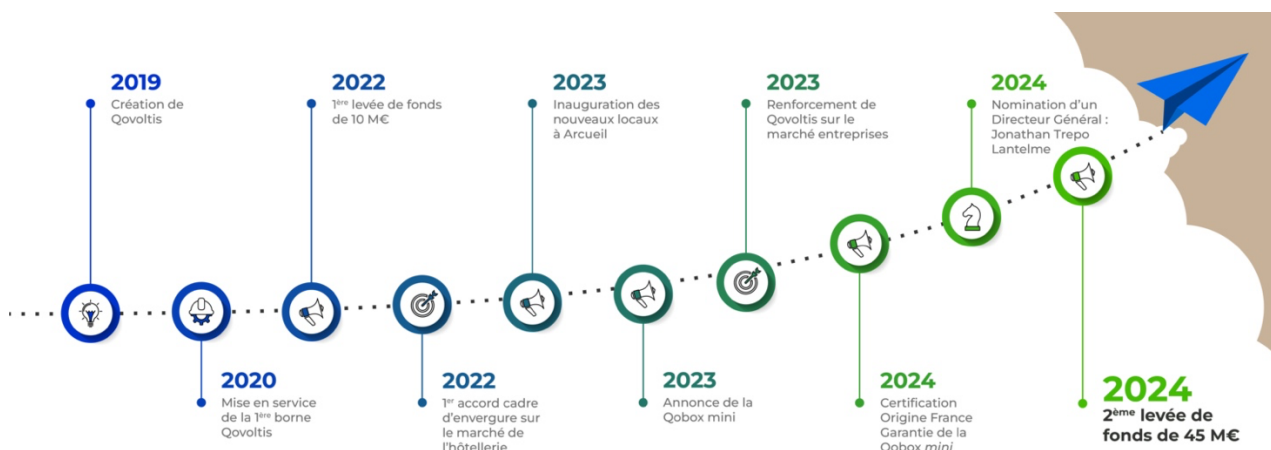 2019
Création de
Qovoltis
2020
Mise en service
de la 1ère borne
Qovoltis
2022
1ère levée de fonds
de 10 M€
2022
1er accord cadre
d'envergure sur
le marché de
l'hôtellerie
2023
Inauguration des
nouveaux locaux
à Arcueil
2023
Annonce de la
Qobox mini
2023
Renforcement de
Qovoltis sur le
marché entreprises
2024
Certification
Origine France
Garantie de la
Qobox mini
2024
Nomination d'un
Directeur Général :
Jonathan Trepo
Lantelme
2024
2ème levée de
fonds de 45 M€